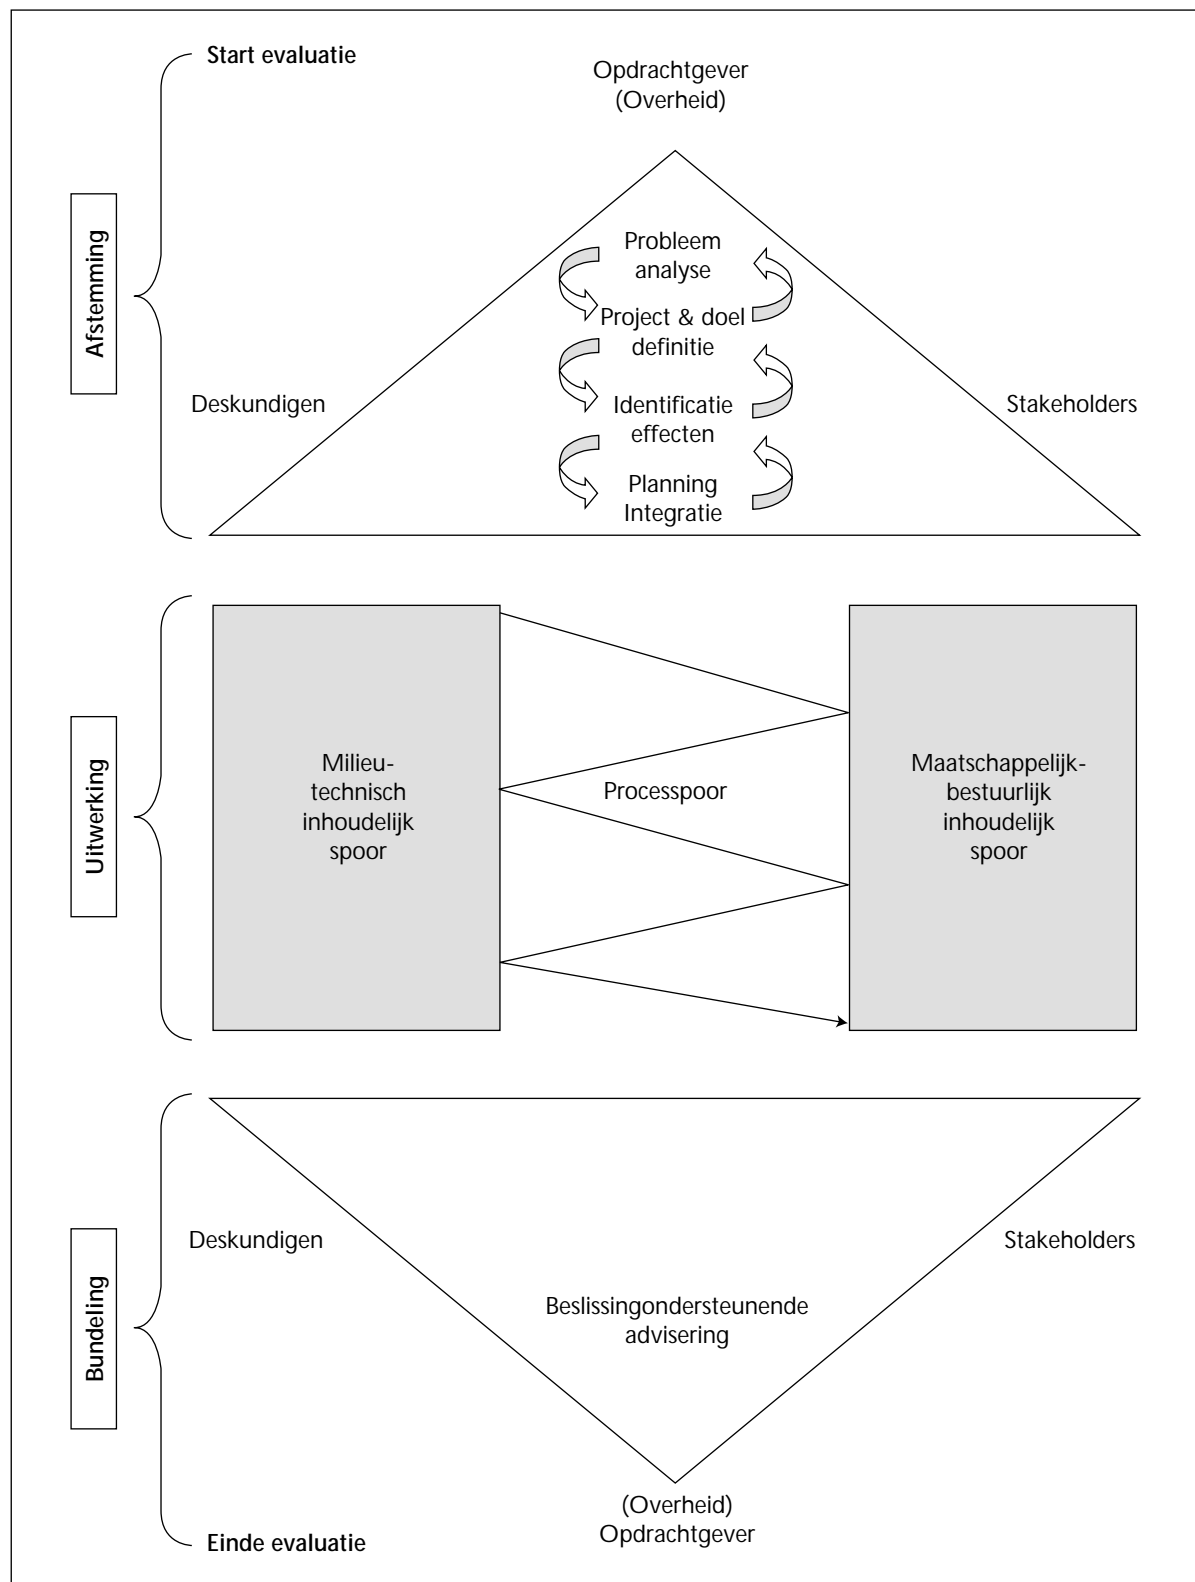 Start evaluatie
Opdrachtgever
(Overheid)
Afstemming
Probleem
analyse
Project & doel
definitie
Deskundigen
Stakeholders
Identificatie
effecten
Planning
Integratie
Uitwerking
Milieu-
technisch
inhoudelijk
spoor
Processpoor
Maatschappelijk-
bestuurlijk
inhoudelijk
spoor
Bundeling
Deskundigen
Stakeholders
Beslissingondersteunende
advisering
(Overheid)
Opdrachtgever
Einde evaluatie